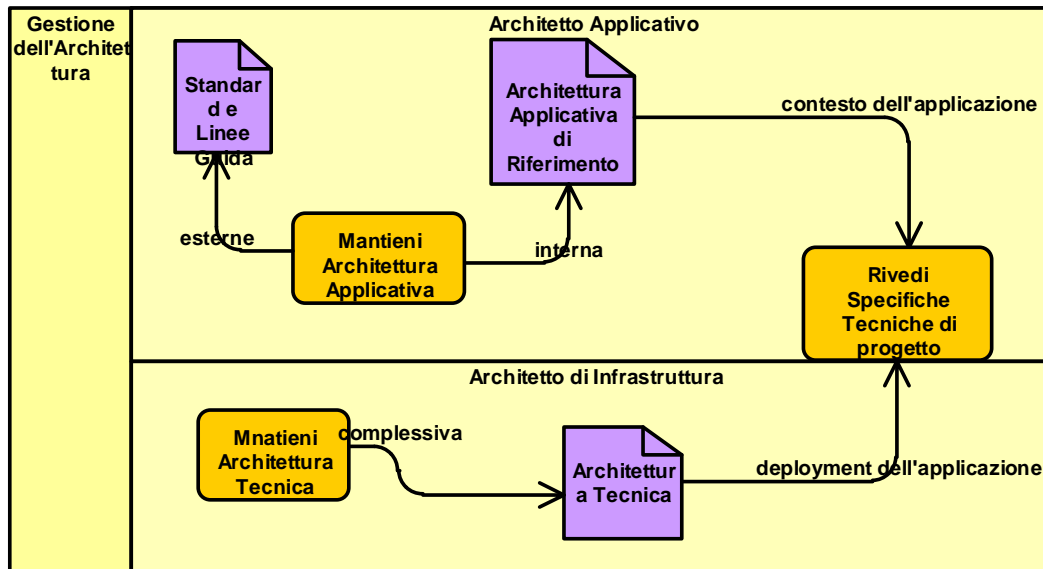 Gestione
dell'Architet
tura
Architetto Applicativo
Standar
d e
Linee
Guida
Architettura
Applicativa
di
Riferimento
contesto dell'applicazione
esterne
Mantieni
Architettura
Applicativa
interna
Rivedi
Specifiche
Tecniche di
progetto
Architetto di Infrastruttura
Mnatieni
Architettura
Tecnica
complessiva
Architettur
a Tecnica
deployment dell'applicazione